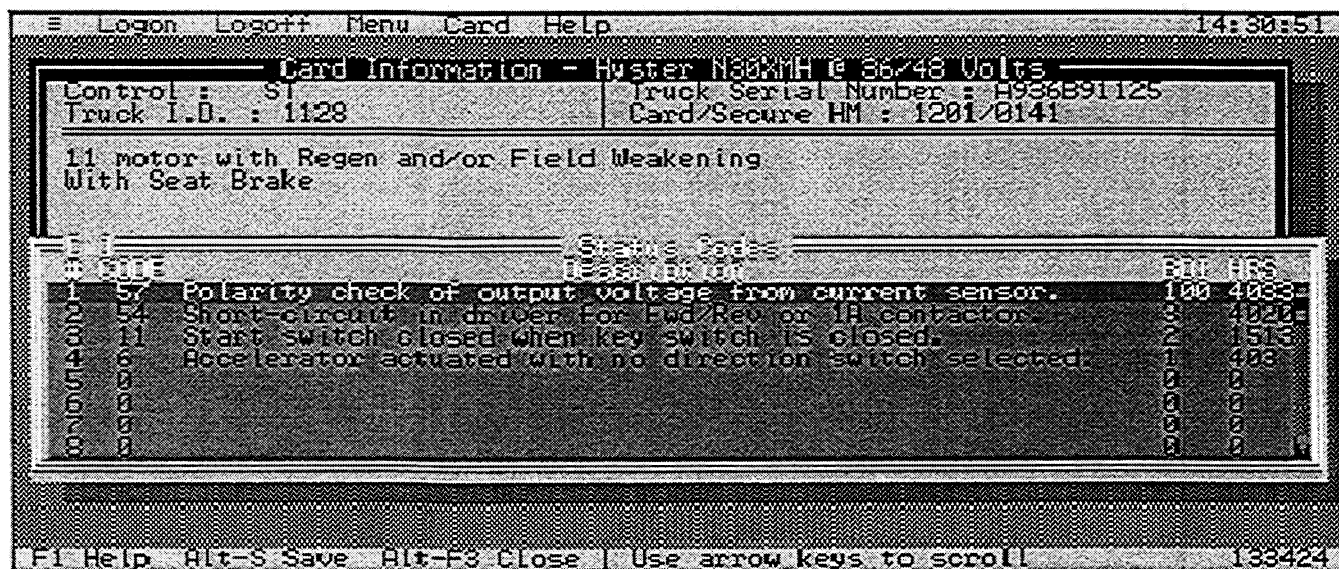 ≡ Logon Logoff Menu Card Help 14:30:51
Card Information - Hyster N30XMH @ 36/48 Volts
Control : ST Truck Serial Number : A936B91125
Truck I.D. : 1128 Card/Secure HM : 1201/0141
11 motor with Regen and/or Field Weakening
With Seat Brake
Status Codes
# CODE Description BDI HRS
1 57 Polarity check of output voltage from current sensor. 100 4033
2 54 Short-circuit in driver for Fwd/Rev or 1A contactor. 3 4020
3 11 Start switch closed when key switch is closed. 2 1513
4 6 Accelerator actuated with no direction switch selected. 1 403
5 0 0 0
6 0 0 0
7 0 0 0
8 0 0 0
F1 Help Alt-S Save Alt-F3 Close | Use arrow keys to scroll 133424